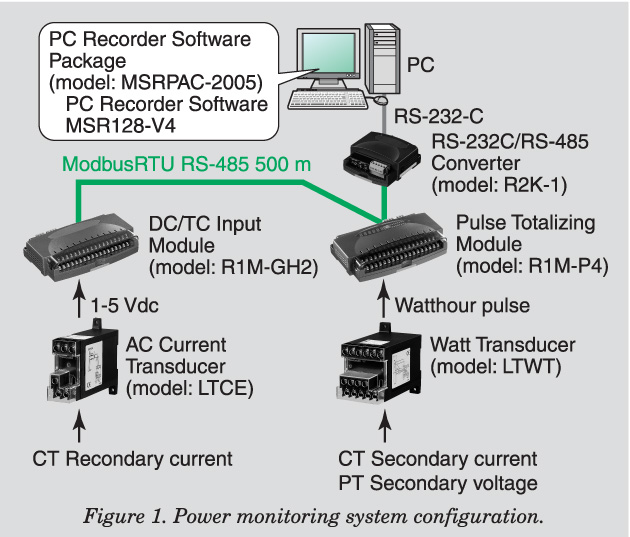 PC Recorder Software
Package
(model: MSRPAC-2005)
PC Recorder Software
MSR128-V4
PC
RS-232-C
RS-232C/RS-485
Converter
(model: R2K-1)
ModbusRTU RS-485 500 m
DC/TC Input
Module
(model: R1M-GH2)
Pulse Totalizing
Module
(model: R1M-P4)
1-5 Vdc
Watthour pulse
AC Current
Transducer
(model: LTCE)
Watt Transducer
(model: LTWT)
CT Recondary current
CT Secondary current
PT Secondary voltage
Figure 1. Power monitoring system configuration.